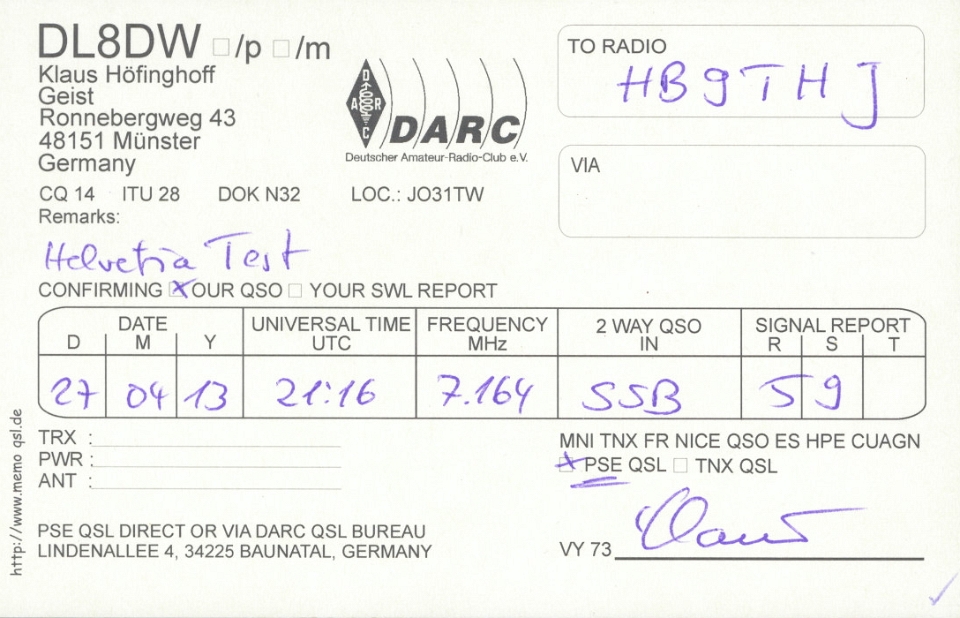 DL8DW □/p □/m
Klaus Höfinghoff
Geist
Ronnebergweg 43
48151 Münster
Germany
CQ 14 ITU 28 DOK N32 LOC.: JO31TW
DARC
DARC
Deutscher Amateur-Radio-Club e.V.
TO RADIO
HB9THJ
VIA
Remarks:
Helvetia Test
CONFIRMING ☒ OUR QSO □ YOUR SWL REPORT
DATE UNIVERSAL TIME FREQUENCY 2 WAY QSO SIGNAL REPORT
D M Y UTC MHz IN R S T
27 04 13 21:16 7.164 SSB 5 9
TRX :
PWR :
ANT :
MNI TNX FR NICE QSO ES HPE CUAGN
☒ PSE QSL □ TNX QSL
PSE QSL DIRECT OR VIA DARC QSL BUREAU
LINDENALLEE 4, 34225 BAUNATAL, GERMANY
VY 73 Klaus
http://www.memo qsl.de